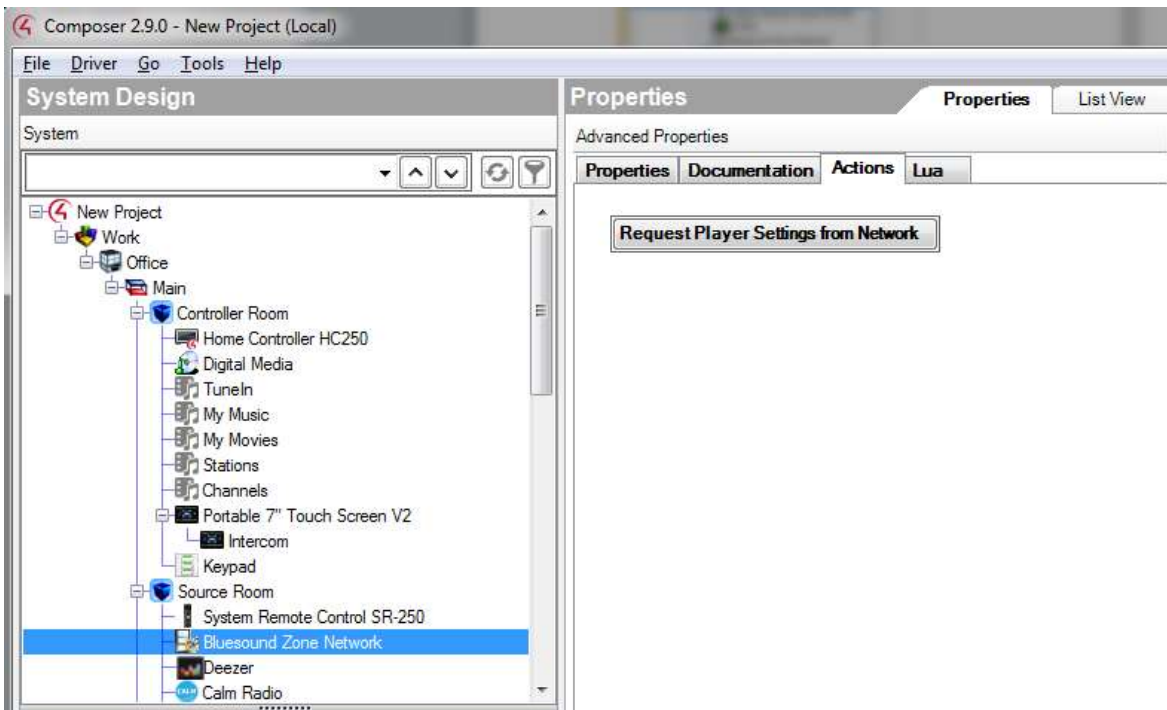 Composer 2.9.0 - New Project (Local)
File Driver Go Tools Help
System Design
System
New Project
Work
Office
Main
Controller Room
Home Controller HC250
Digital Media
TuneIn
My Music
My Movies
Stations
Channels
Portable 7" Touch Screen V2
Intercom
Keypad
Source Room
System Remote Control SR-250
Bluesound Zone Network
Deezer
CALM Calm Radio
Properties Properties List View
Advanced Properties
Properties Documentation Actions Lua
Request Player Settings from Network